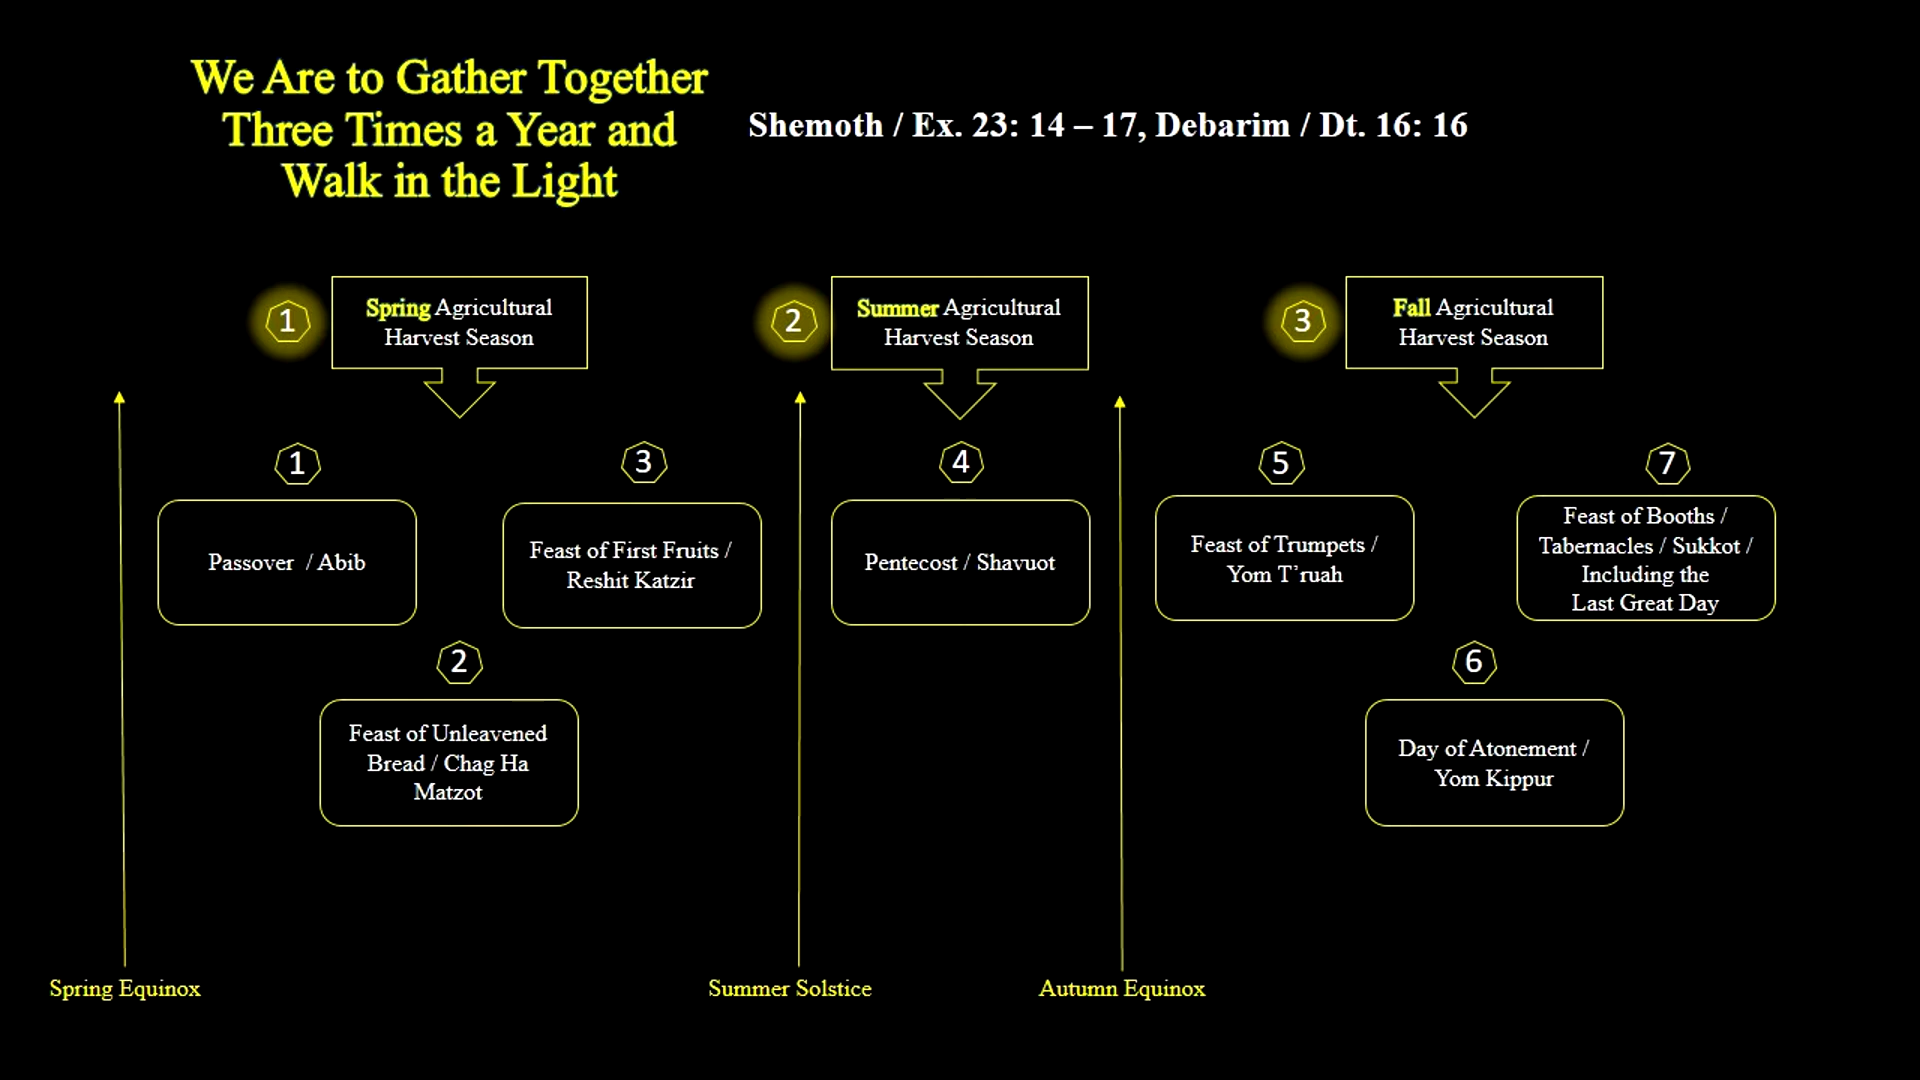 We Are to Gather Together
Three Times a Year and
Walk in the Light
Shemoth / Ex. 23: 14 – 17, Debarim / Dt. 16: 16
1
Spring Agricultural
Harvest Season
2
Summer Agricultural
Harvest Season
3
Fall Agricultural
Harvest Season
1
Passover / Abib
2
Feast of Unleavened
Bread / Chag Ha
Matzot
3
Feast of First Fruits /
Reshit Katzir
4
Pentecost / Shavuot
5
Feast of Trumpets /
Yom T’ruah
6
Day of Atonement /
Yom Kippur
7
Feast of Booths /
Tabernacles / Sukkot /
Including the
Last Great Day
Spring Equinox
Summer Solstice
Autumn Equinox